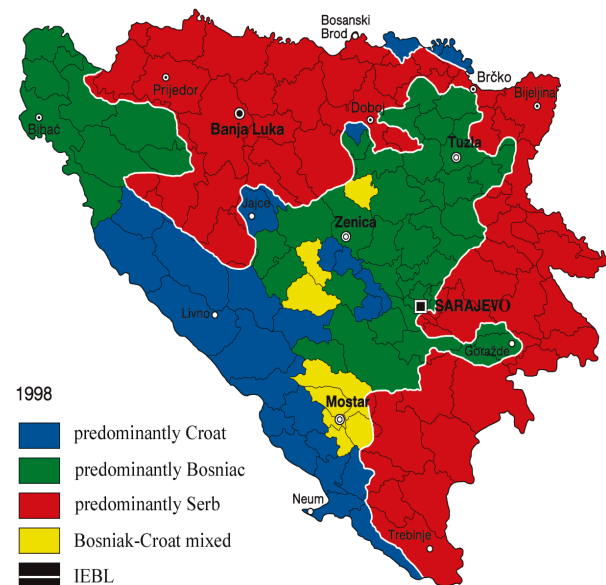 Bosanski
Brod
Brčko
Prijedor
Bijeljina
Doboj
Banja Luka
Bihać
Tuzla
Jajce
Zenica
SARAJEVO
Livno
Goražde
1998
Mostar
predominantly Croat
predominantly Bosniac
predominantly Serb
Neum
Bosniak-Croat mixed
Trebinje
IEBL